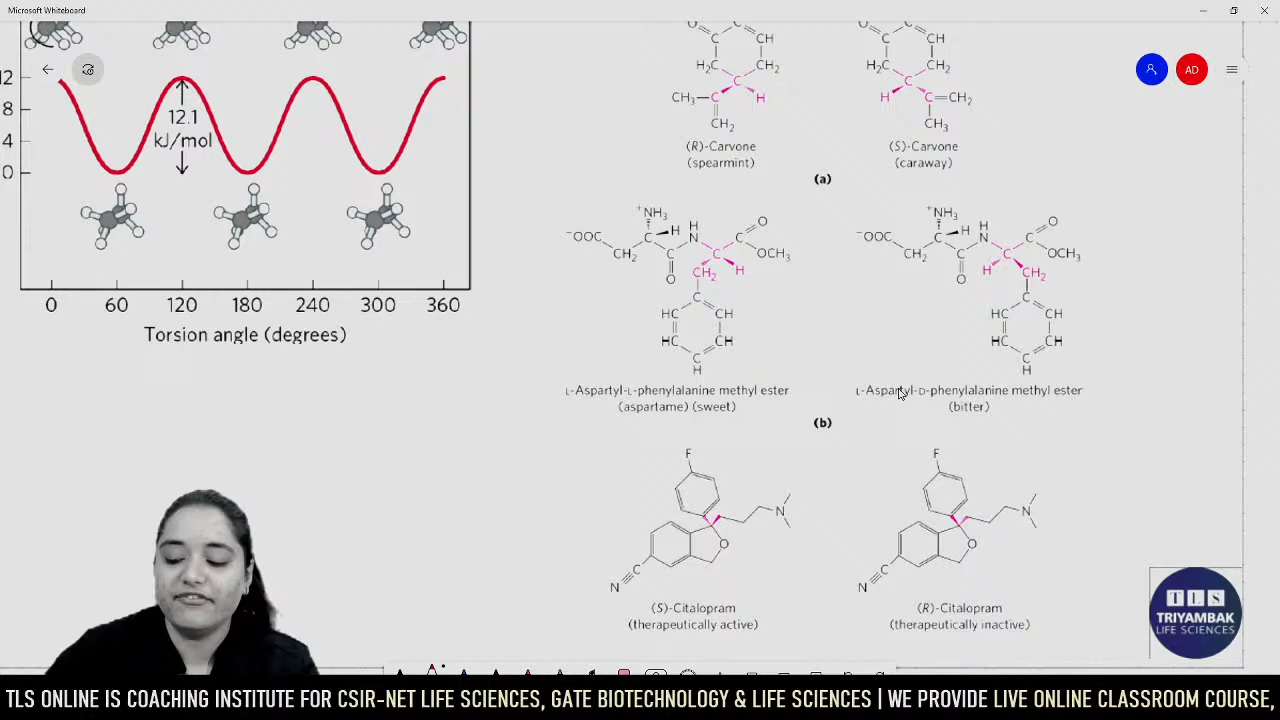 Microsoft Whiteboard
AD
12
8
4
0
12.1
kJ/mol
0 60 120 180 240 300 360
Torsion angle (degrees)
CH
H2C CH2
CH3 C H
CH2
(R)-Carvone
(spearmint)
CH
H2C CH2
C
H C CH2
CH3
(S)-Carvone
(caraway)
(a)
+NH3
H H O
-OOC C N C
CH2 C C OCH3
O CH2 H
C
HC CH
HC CH
C
H
L-Aspartyl-L-phenylalanine methyl ester
(aspartame) (sweet)
+NH3
H H O
-OOC C N C
CH2 C C OCH3
O H CH2
C
HC CH
HC CH
C
H
L-Aspartyl-D-phenylalanine methyl ester
(bitter)
(b)
F
N
O
C
N
(S)-Citalopram
(therapeutically active)
F
N
O
C
N
(R)-Citalopram
(therapeutically inactive)
TLS
TRIYAMBAK
LIFE SCIENCES
TLS ONLINE IS COACHING INSTITUTE FOR CSIR-NET LIFE SCIENCES, GATE BIOTECHNOLOGY & LIFE SCIENCES | WE PROVIDE LIVE ONLINE CLASSROOM COURSE,